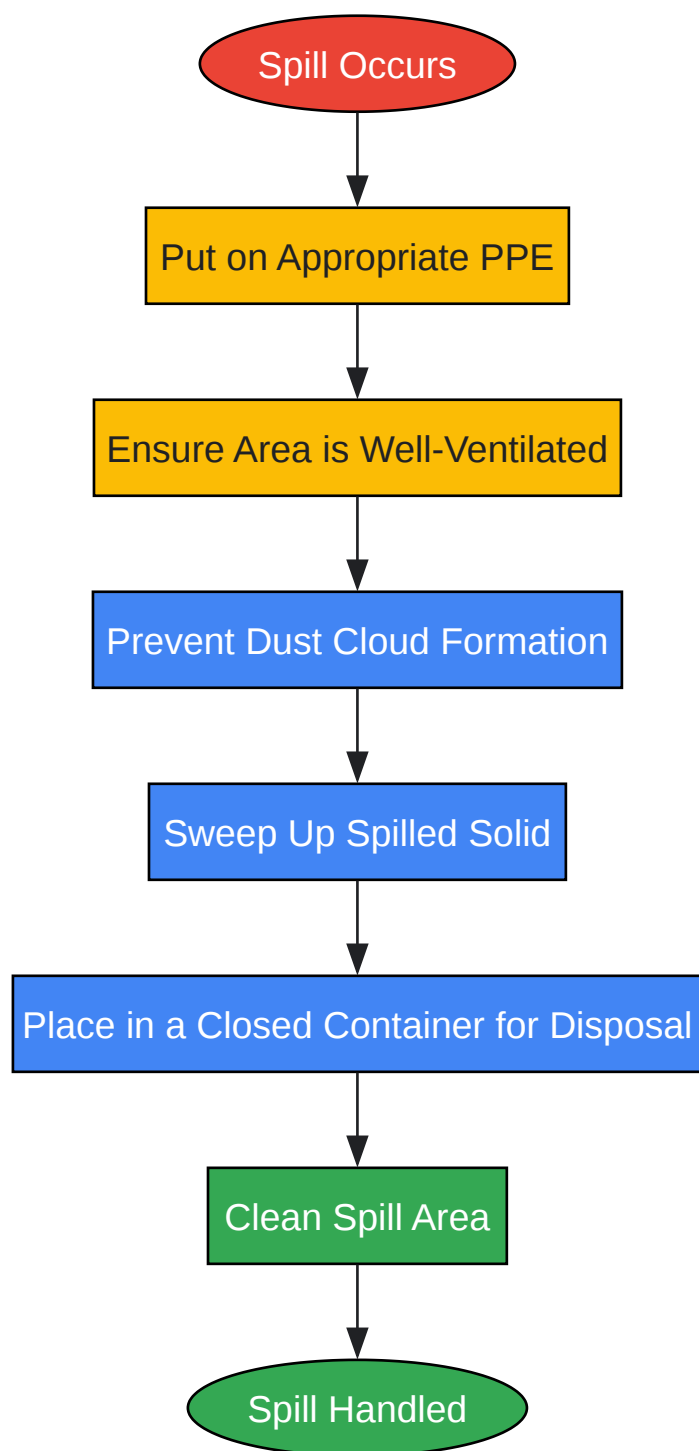 Spill Occurs
Put on Appropriate PPE
Ensure Area is Well-Ventilated
Prevent Dust Cloud Formation
Sweep Up Spilled Solid
Place in a Closed Container for Disposal
Clean Spill Area
Spill Handled